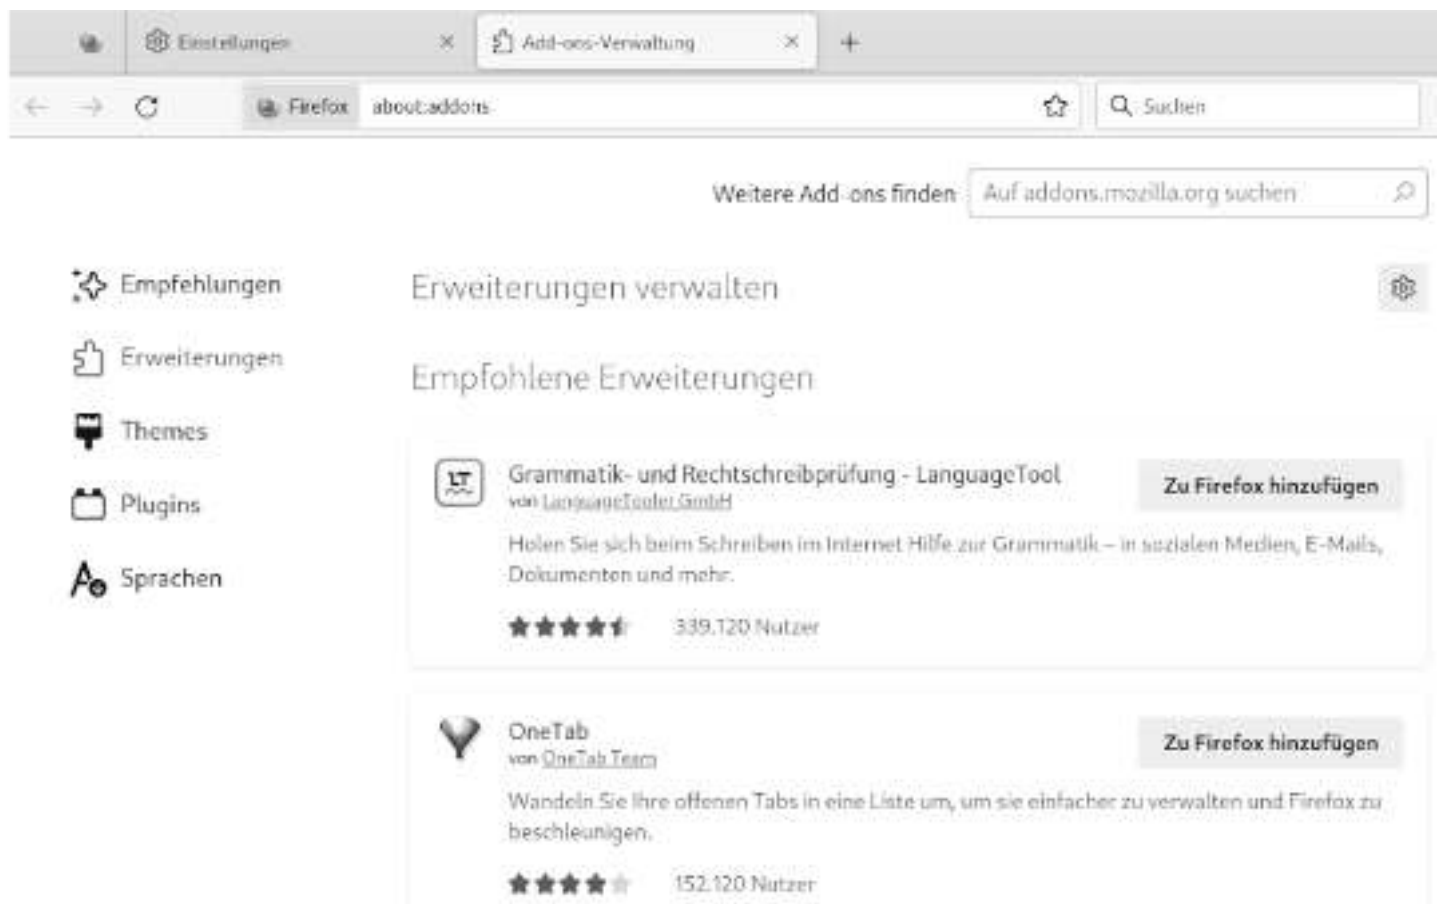 Einstellungen
Add-ons-Verwaltung
Firefox about:addons
Suchen
Weitere Add-ons finden Auf addons.mozilla.org suchen
Empfehlungen
Erweiterungen
Themes
Plugins
Sprachen
Erweiterungen verwalten
Empfohlene Erweiterungen
LT
Grammatik- und Rechtschreibprüfung - LanguageTool
von LanguageTooler GmbH
Zu Firefox hinzufügen
Holen Sie sich beim Schreiben im Internet Hilfe zur Grammatik – in sozialen Medien, E-Mails,
Dokumenten und mehr.
339.120 Nutzer
OneTab
von OneTab Team
Zu Firefox hinzufügen
Wandeln Sie Ihre offenen Tabs in eine Liste um, um sie einfacher zu verwalten und Firefox zu
beschleunigen.
152.120 Nutzer